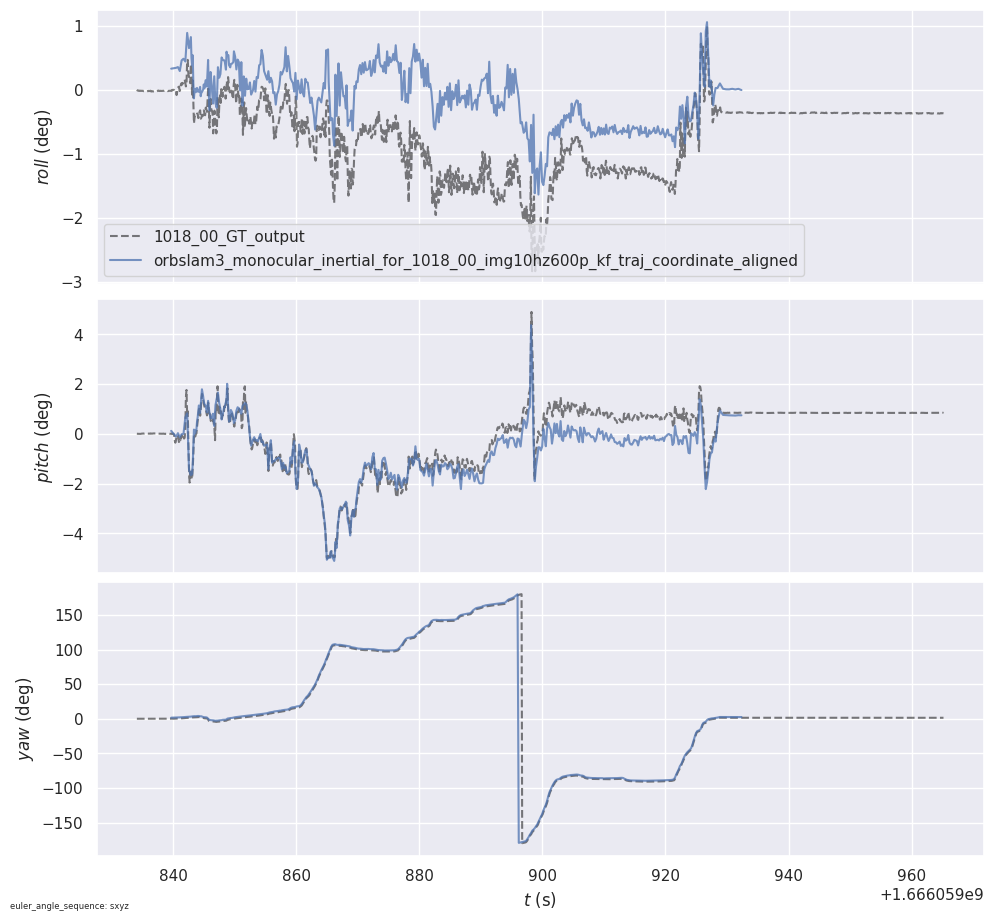 1
0
−1
−2
−3
roll (deg)
1018_00_GT_output
orbslam3_monocular_inertial_for_1018_00_img10hz600p_kf_traj_coordinate_aligned
4
2
0
−2
−4
pitch (deg)
150
100
50
0
−50
−100
−150
yaw (deg)
840 860 880 900 920 940 960
+1.666059e9
t (s)
euler_angle_sequence: sxyz